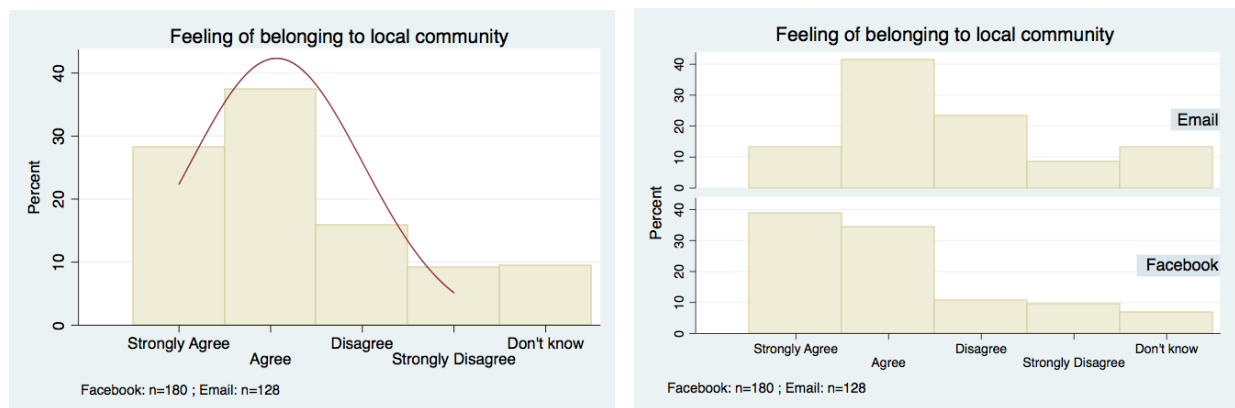 Feeling of belonging to local community
Percent
40
30
20
10
0
Strongly Agree
Agree
Disagree
Strongly Disagree
Don't know
Facebook: n=180 ; Email: n=128
Feeling of belonging to local community
Percent
40
30
20
10
0
Email
40
30
20
10
0
Facebook
Strongly Agree
Agree
Disagree
Strongly Disagree
Don't know
Facebook: n=180 ; Email: n=128